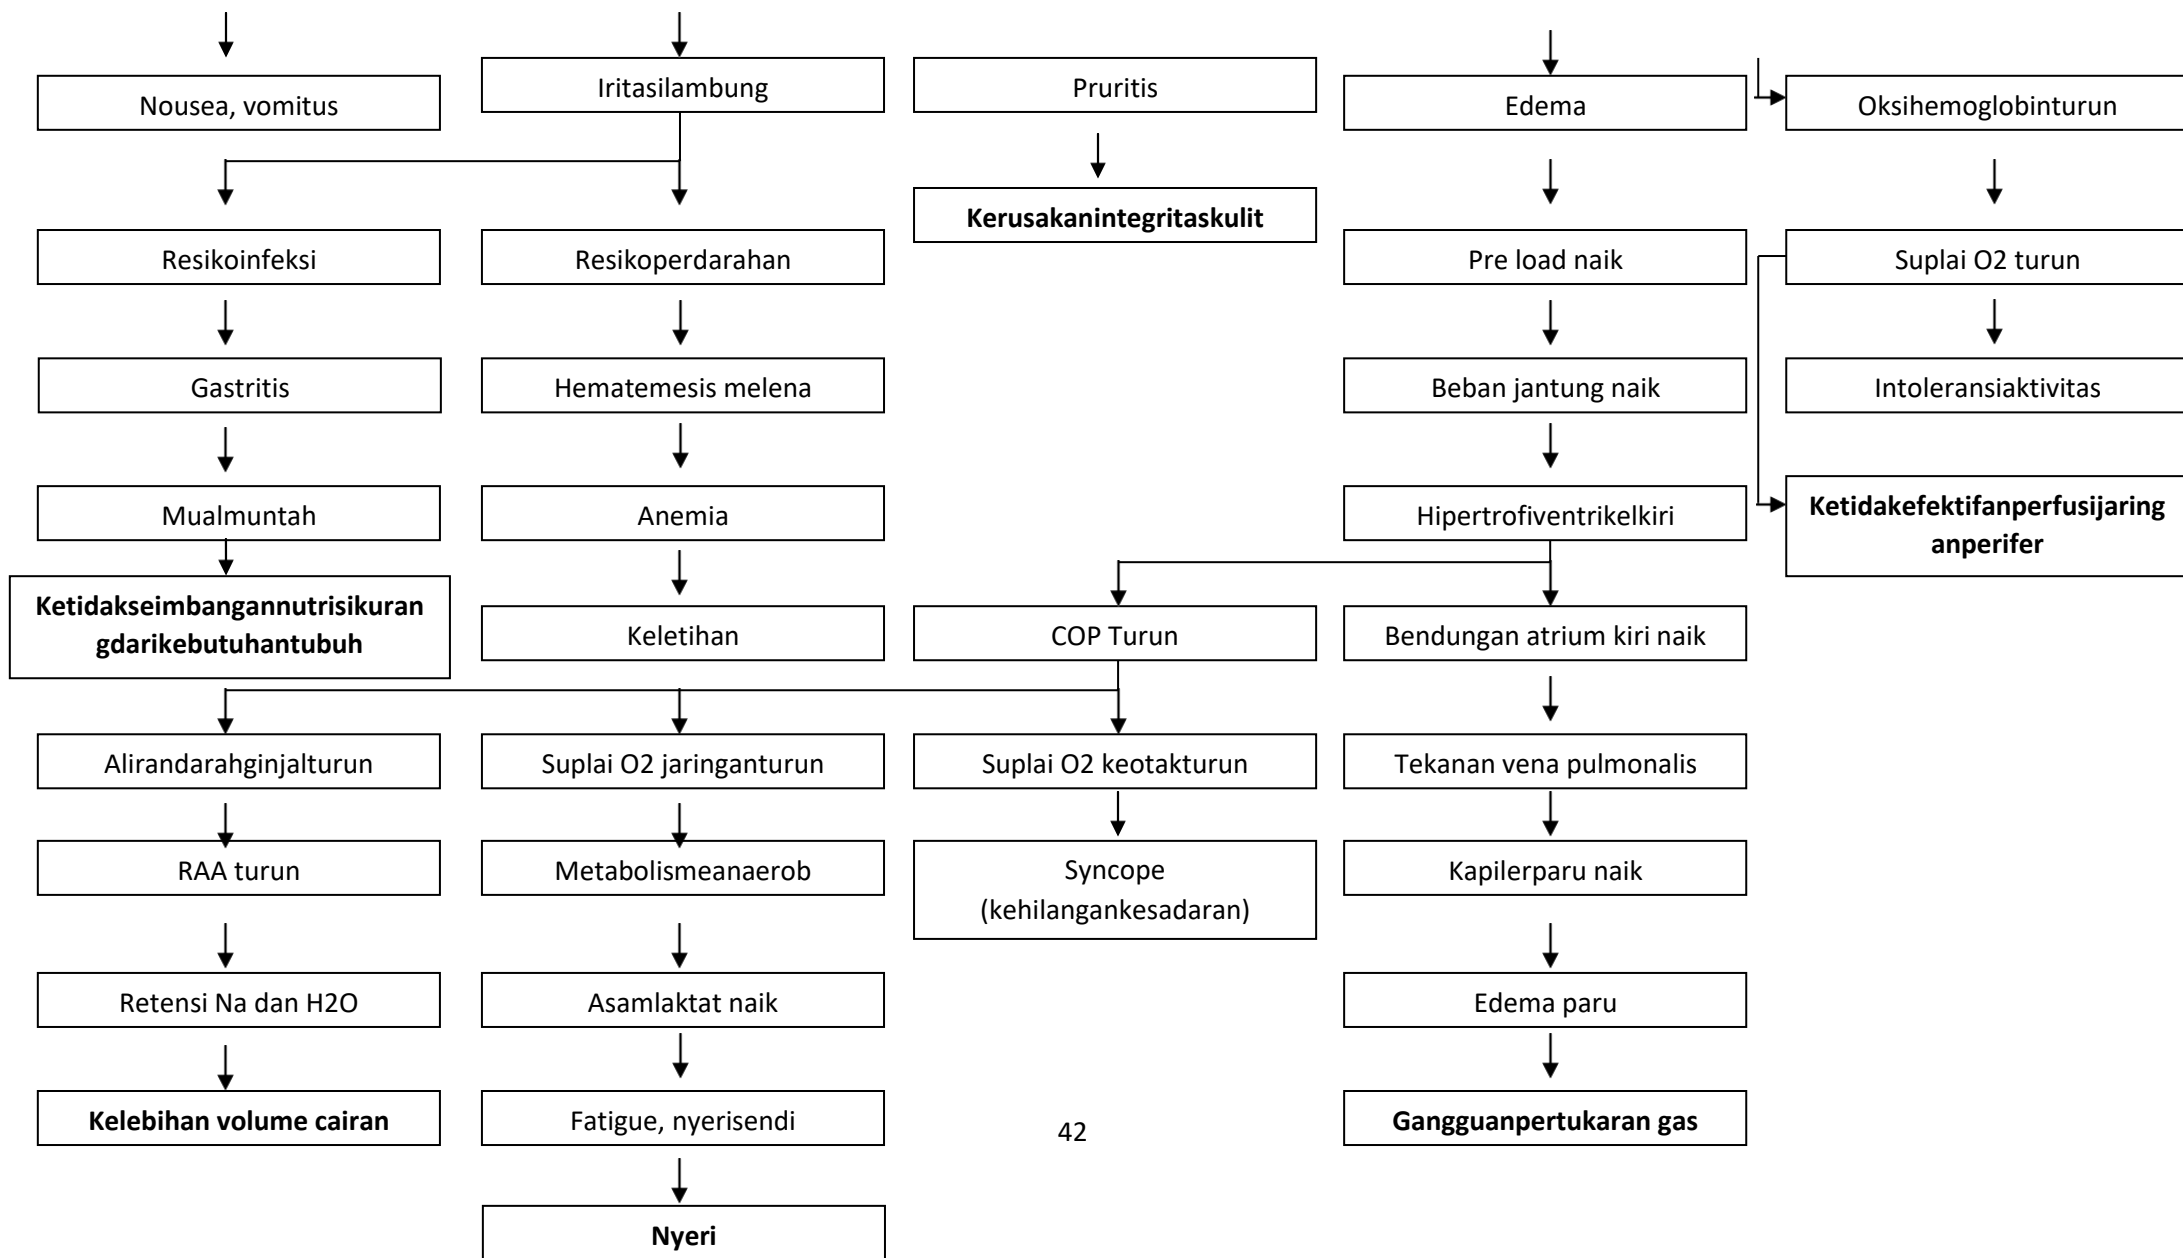 Nousea, vomitus
Iritasilambung
Pruritis
Edema
Oksihemoglobinturun
Kerusakanintegritaskulit
Resikoinfeksi
Resikoperdarahan
Pre load naik
Suplai O2 turun
Gastritis
Hematemesis melena
Beban jantung naik
Intoleransiaktivitas
Mualmuntah
Anemia
Hipertrofiventrikelkiri
Ketidakefektifanperfusijaring
anperifer
Ketidakseimbangannutrisikuran
gdarikebutuhantubuh
Keletihan
COP Turun
Bendungan atrium kiri naik
Alirandarahginjalturun
Suplai O2 jaringanturun
Suplai O2 keotakturun
Tekanan vena pulmonalis
RAA turun
Metabolismeanaerob
Syncope
(kehilangankesadaran)
Kapilerparu naik
Retensi Na dan H2O
Asamlaktat naik
Edema paru
Kelebihan volume cairan
Fatigue, nyerisendi
42
Gangguanpertukaran gas
Nyeri